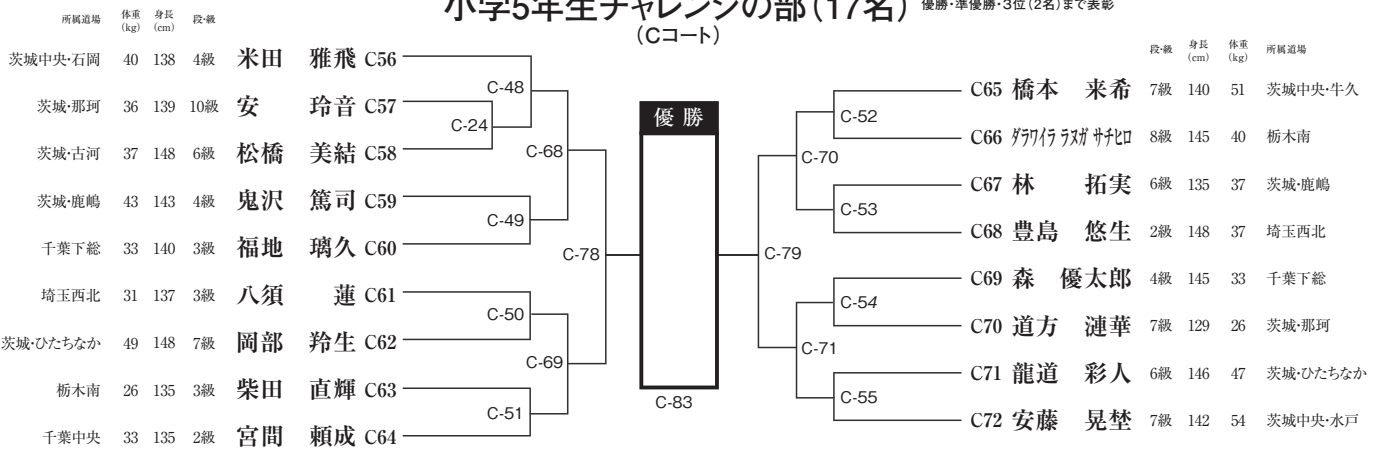 小学5年生チャレンジの部(17名) 優勝・準優勝・3位(2名)まで表彰
(Cコート)
所属道場 体重(kg) 身長(cm) 段・級
茨城中央・石岡 40 138 4級 米田 雅飛 C56
茨城・那珂 36 139 10級 安 玲音 C57
茨城・古河 37 148 6級 松橋 美結 C58
茨城・鹿嶋 43 143 4級 鬼沢 篤司 C59
千葉下総 33 140 3級 福地 璃久 C60
埼玉西北 31 137 3級 八須 蓮 C61
茨城・ひたちなか 49 148 7級 岡部 羚生 C62
栃木南 26 135 3級 柴田 直輝 C63
千葉中央 33 135 2級 宮間 頼成 C64
C-48
C-24
C-68
C-49
C-78
C-50
C-69
C-51
優勝
C-83
段・級 身長(cm) 体重(kg) 所属道場
C65 橋本 来希 7級 140 51 茨城中央・牛久
C66 ダラワイラ ラヌガ サチヒロ 8級 145 40 栃木南
C67 林 拓実 6級 135 37 茨城・鹿嶋
C68 豊島 悠生 2級 148 37 埼玉西北
C69 森 優太郎 4級 145 33 千葉下総
C70 道方 漣華 7級 129 26 茨城・那珂
C71 龍道 彩人 6級 146 47 茨城・ひたちなか
C72 安藤 晃埜 7級 142 54 茨城中央・水戸
C-52
C-70
C-53
C-79
C-54
C-71
C-55